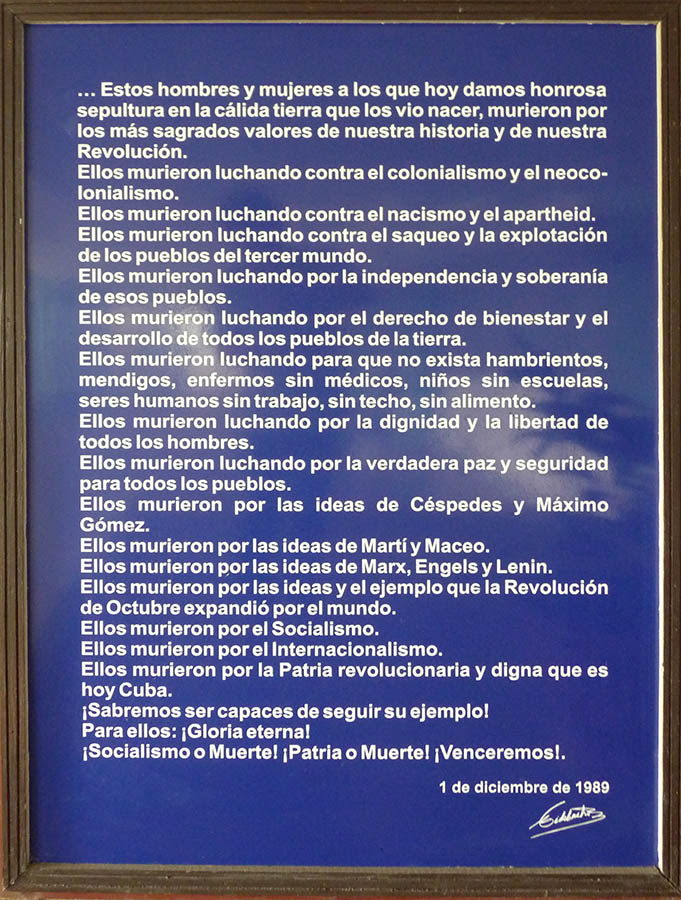 ... Estos hombres y mujeres a los que hoy damos honrosa
sepultura en la cálida tierra que los vio nacer, murieron por
los más sagrados valores de nuestra historia y de nuestra
Revolución.
Ellos murieron luchando contra el colonialismo y el neoco-
lonialismo.
Ellos murieron luchando contra el nacismo y el apartheid.
Ellos murieron luchando contra el saqueo y la explotación
de los pueblos del tercer mundo.
Ellos murieron luchando por la independencia y soberanía
de esos pueblos.
Ellos murieron luchando por el derecho de bienestar y el
desarrollo de todos los pueblos de la tierra.
Ellos murieron luchando para que no exista hambrientos,
mendigos, enfermos sin médicos, niños sin escuelas,
seres humanos sin trabajo, sin techo, sin alimento.
Ellos murieron luchando por la dignidad y la libertad de
todos los hombres.
Ellos murieron luchando por la verdadera paz y seguridad
para todos los pueblos.
Ellos murieron por las ideas de Céspedes y Máximo
Gómez.
Ellos murieron por las ideas de Martí y Maceo.
Ellos murieron por las ideas de Marx, Engels y Lenin.
Ellos murieron por las ideas y el ejemplo que la Revolución
de Octubre expandió por el mundo.
Ellos murieron por el Socialismo.
Ellos murieron por el Internacionalismo.
Ellos murieron por la Patria revolucionaria y digna que es
hoy Cuba.
¡Sabremos ser capaces de seguir su ejemplo!
Para ellos: ¡Gloria eterna!
¡Socialismo o Muerte! ¡Patria o Muerte! ¡Venceremos!.
1 de diciembre de 1989